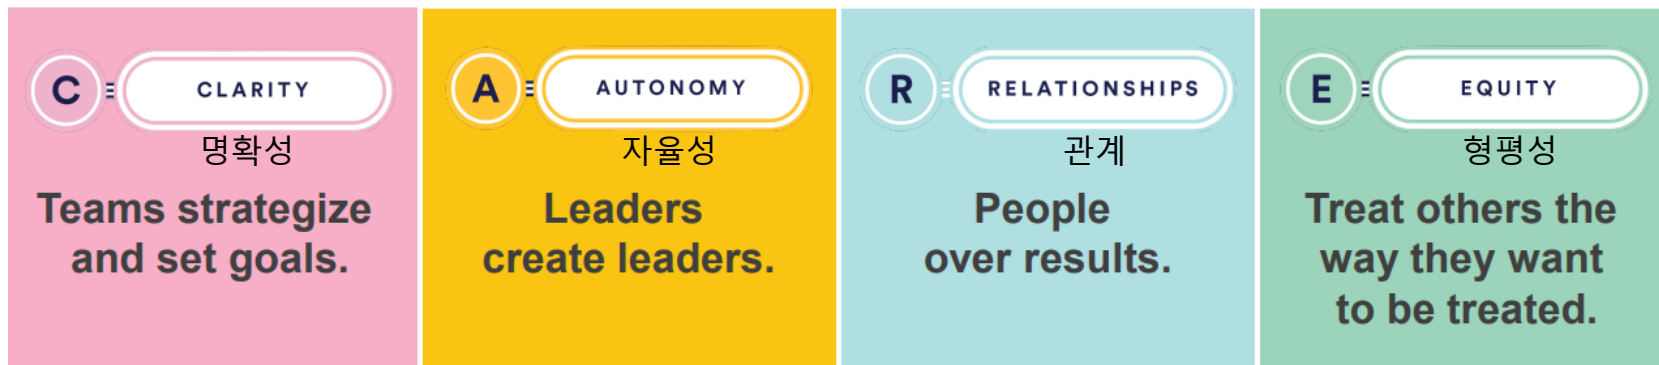 C CLARITY
명확성
Teams strategize
and set goals.
A AUTONOMY
자율성
Leaders
create leaders.
R RELATIONSHIPS
관계
People
over results.
E EQUITY
형평성
Treat others the
way they want
to be treated.